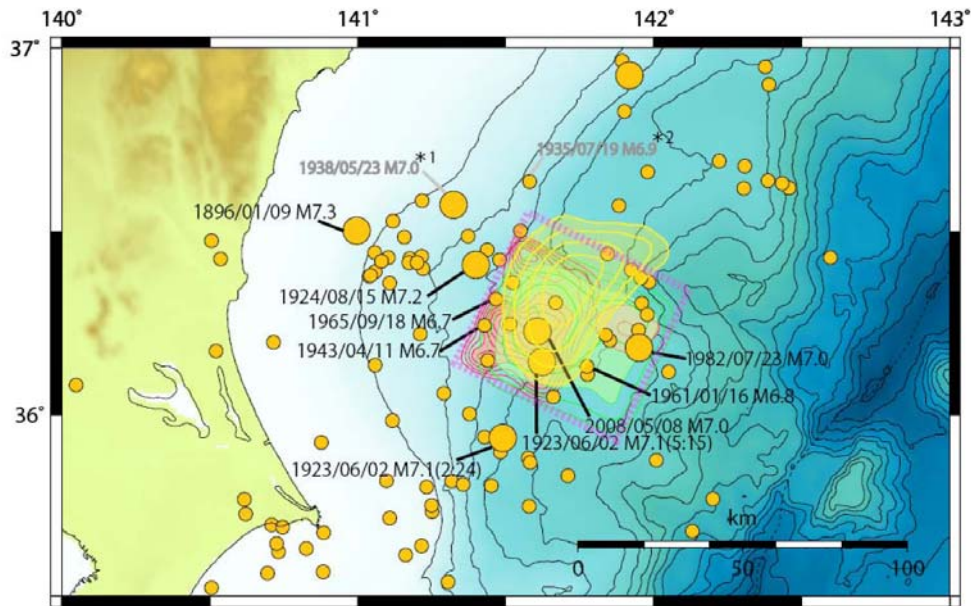 140˚ 141˚ 142˚ 143˚
37˚
*1
*2
1935/07/19 M6.9
1938/05/23 M7.0
1896/01/09 M7.3
1924/08/15 M7.2
1965/09/18 M6.7
1943/04/11 M6.7
1982/07/23 M7.0
1961/01/16 M6.8
36˚
2008/05/08 M7.0
1923/06/02 M7.1(5:15)
1923/06/02 M7.1(2:24)
km
0 50 100